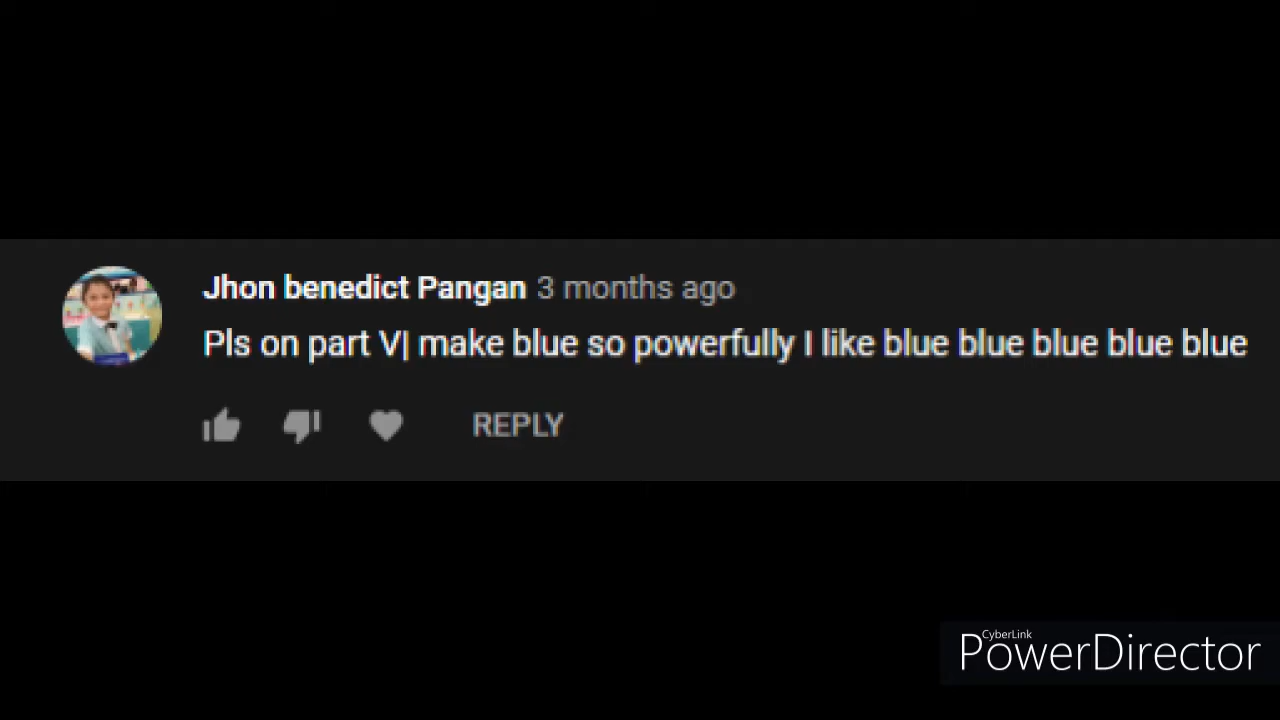 Jhon benedict Pangan 3 months ago
Pls on part V| make blue so powerfully I like blue blue blue blue blue
REPLY
CyberLink
PowerDirector